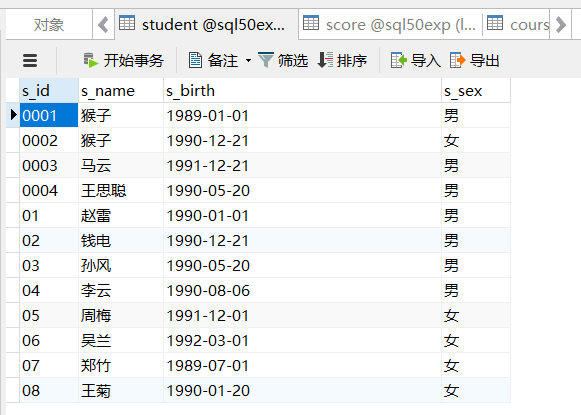 对象 student @sql50ex... score @sql50exp (l... cours
开始事务 备注 筛选 排序 导入 导出
s_id s_name s_birth s_sex
0001 猴子 1989-01-01 男
0002 猴子 1990-12-21 女
0003 马云 1991-12-21 男
0004 王思聪 1990-05-20 男
01 赵雷 1990-01-01 男
02 钱电 1990-12-21 男
03 孙风 1990-05-20 男
04 李云 1990-08-06 男
05 周梅 1991-12-01 女
06 吴兰 1992-03-01 女
07 郑竹 1989-07-01 女
08 王菊 1990-01-20 女